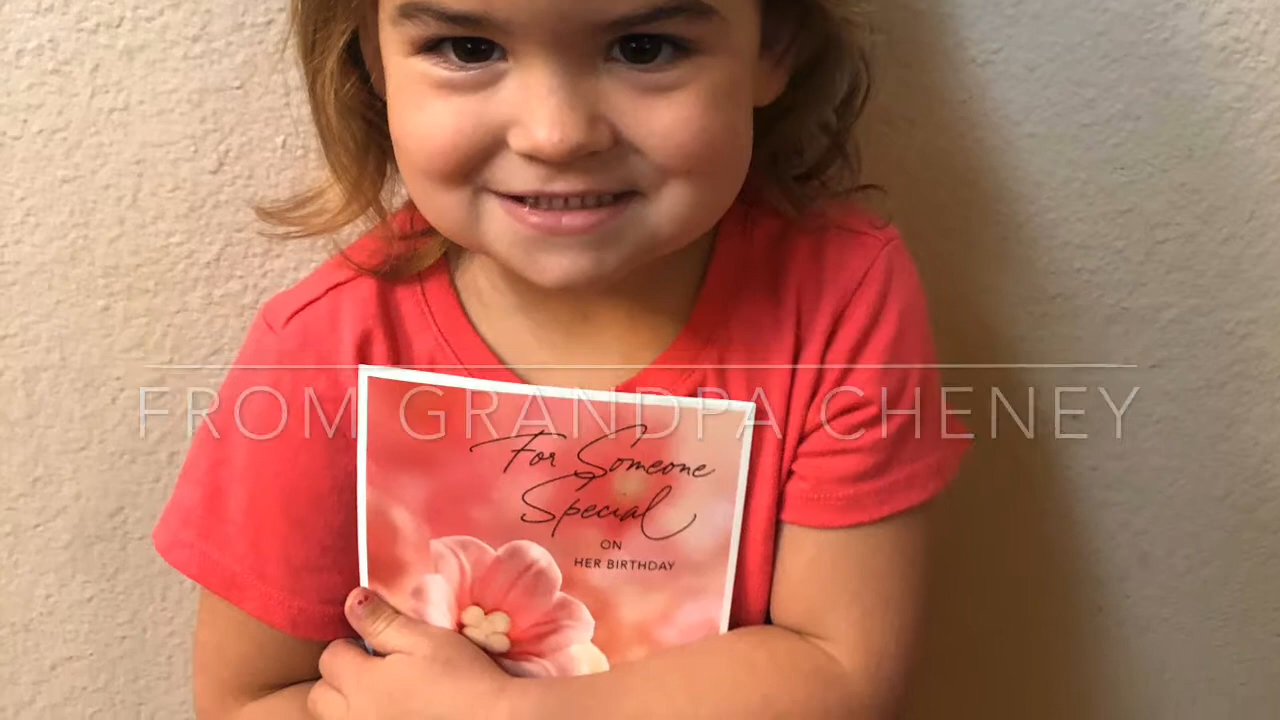 FROM GRANDPA CHENEY
For Someone
Special
ON
HER BIRTHDAY